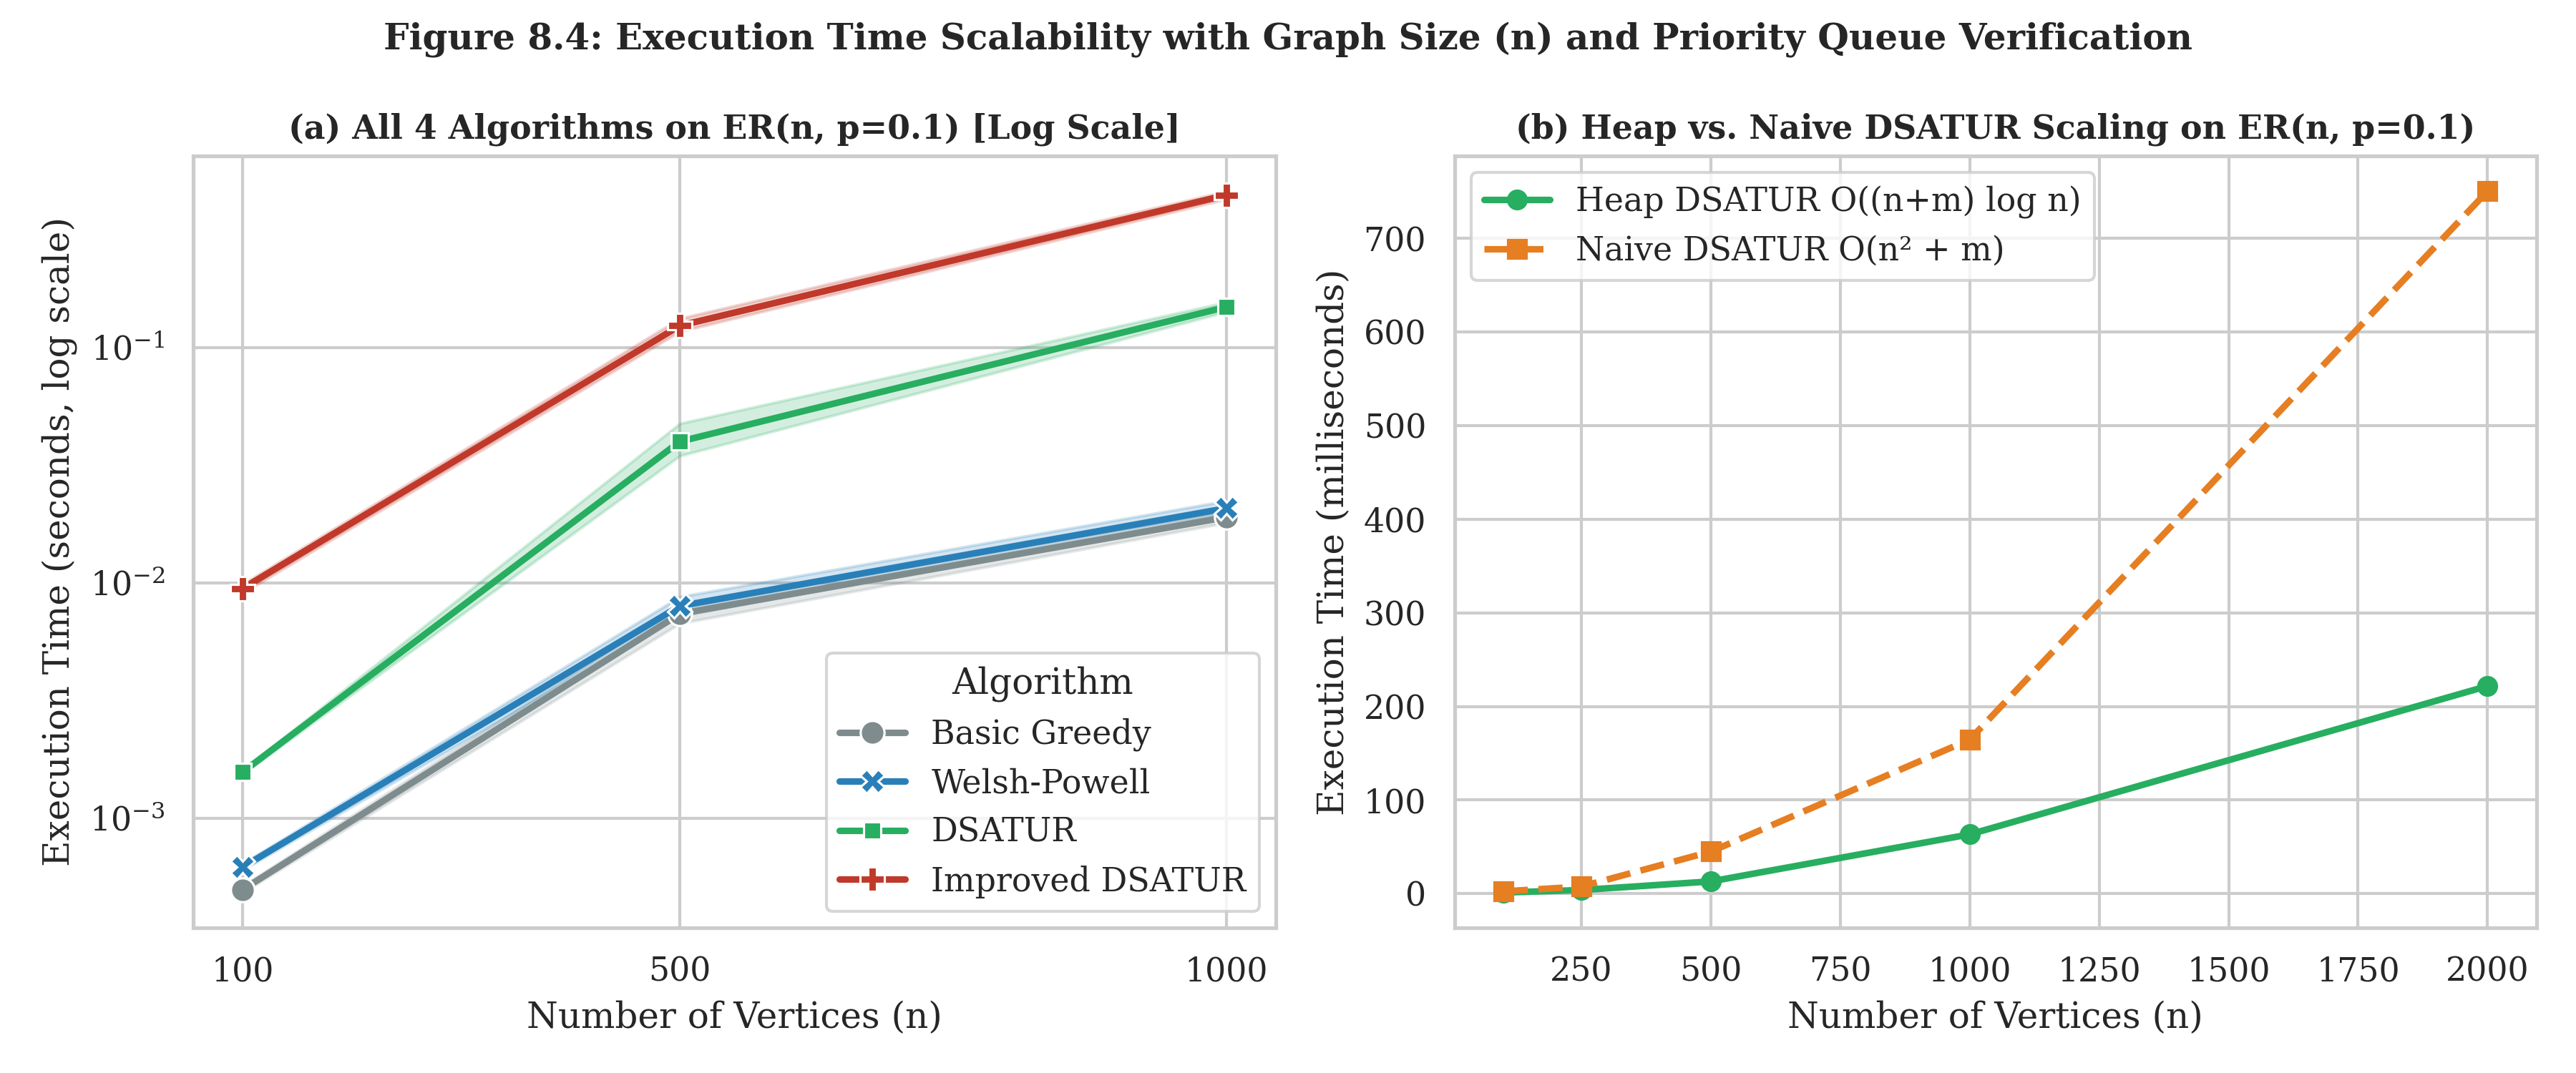 Figure 8.4: Execution Time Scalability with Graph Size (n) and Priority Queue Verification
(a) All 4 Algorithms on ER(n, p=0.1) [Log Scale]
Execution Time (seconds, log scale)
10⁻¹
10⁻²
10⁻³
100
500
1000
Number of Vertices (n)
Algorithm
Basic Greedy
Welsh-Powell
DSATUR
Improved DSATUR
(b) Heap vs. Naive DSATUR Scaling on ER(n, p=0.1)
Heap DSATUR O((n+m) log n)
Naive DSATUR O(n² + m)
Execution Time (milliseconds)
700
600
500
400
300
200
100
0
250
500
750
1000
1250
1500
1750
2000
Number of Vertices (n)